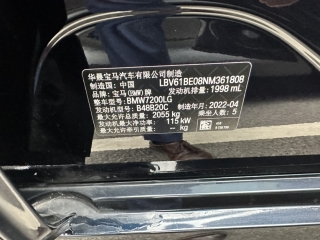 华晨宝马汽车有限公司制造
制造国：中国 LBV61BE08NM361808
品牌：宝马(BMW)牌 发动机排量：1998 mL
整车型号：BMW7200LG
发动机型号：B48B20C 制造年月：2022-04
最大允许总质量：2055 kg 乘坐人数：5
发动机最大净功率：115 kW
最大允许牵引质量：-- kg